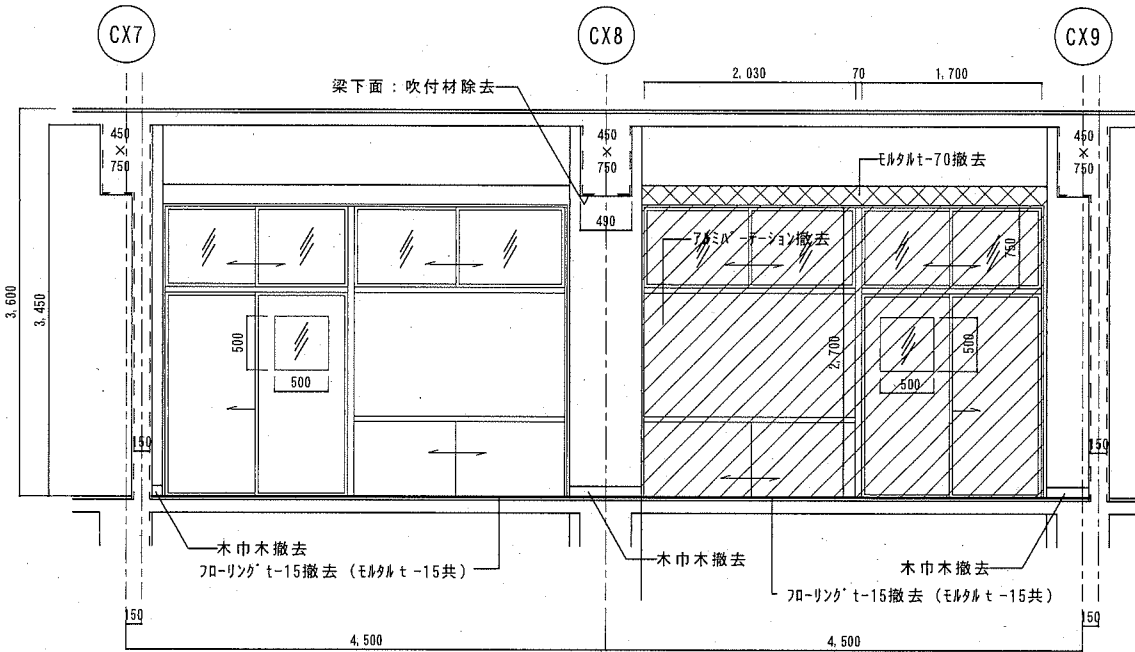 CX7
CX8
CX9
2,030
70
1,700
梁下面：吹付材除去
450
×
750
450
×
750
450
×
750
モルタルt-70撤去
490
アルミパーテーション撤去
750
3,600
3,450
500
500
2,700
500
500
150
150
木巾木撤去
フローリングt-15撤去（モルタルt-15共）
木巾木撤去
木巾木撤去
フローリングt-15撤去（モルタルt-15共）
150
150
4,500
4,500